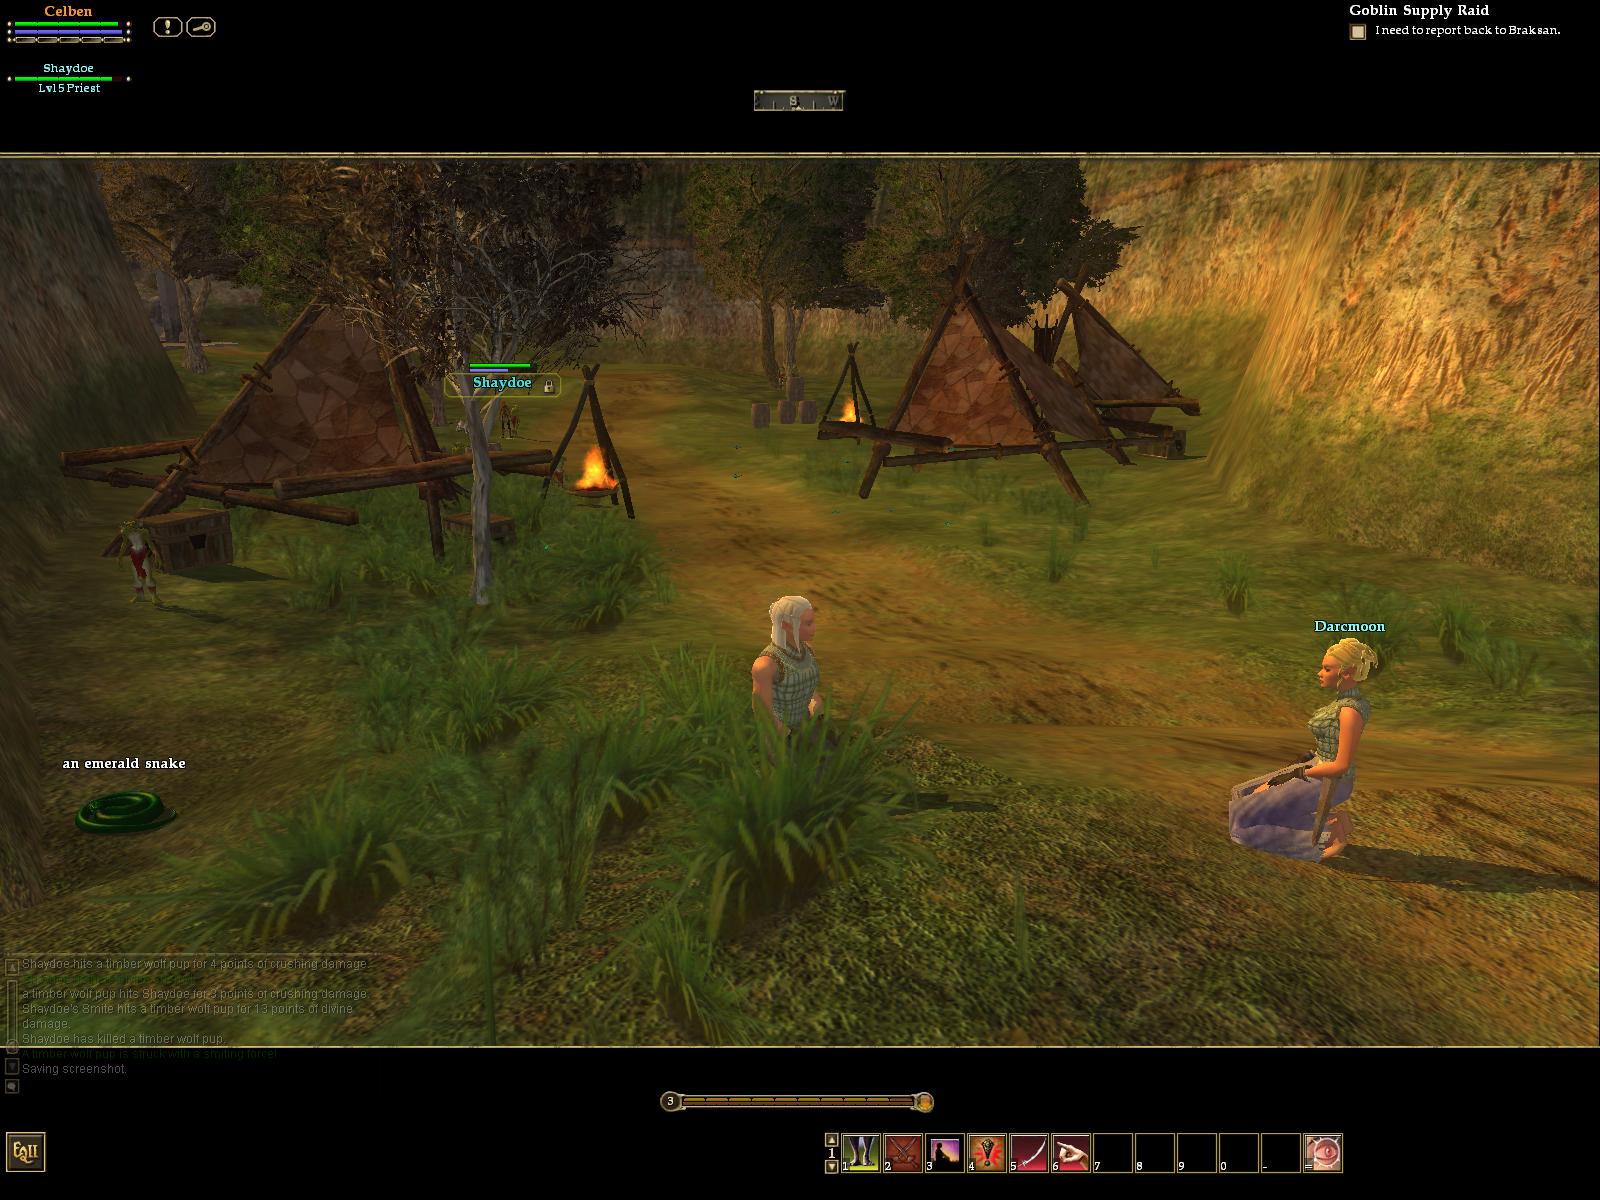 Celben
Shaydoe
Lvl 5 Priest
Goblin Supply Raid
I need to report back to Braksan.
S W
Shaydoe
Darcmoon
an emerald snake
Shaydoe hits a timber wolf pup for 4 points of crushing damage.
a timber wolf pup hits Shaydoe for 3 points of crushing damage
Shaydoe's Smite hits a timber wolf pup for 13 points of divine
damage.
Shaydoe has killed a timber wolf pup.
A timber wolf pup is struck with a smiting force!
Saving screenshot.
3
EQII
1
1 2 3 4 5 6 7 8 9 0 - =